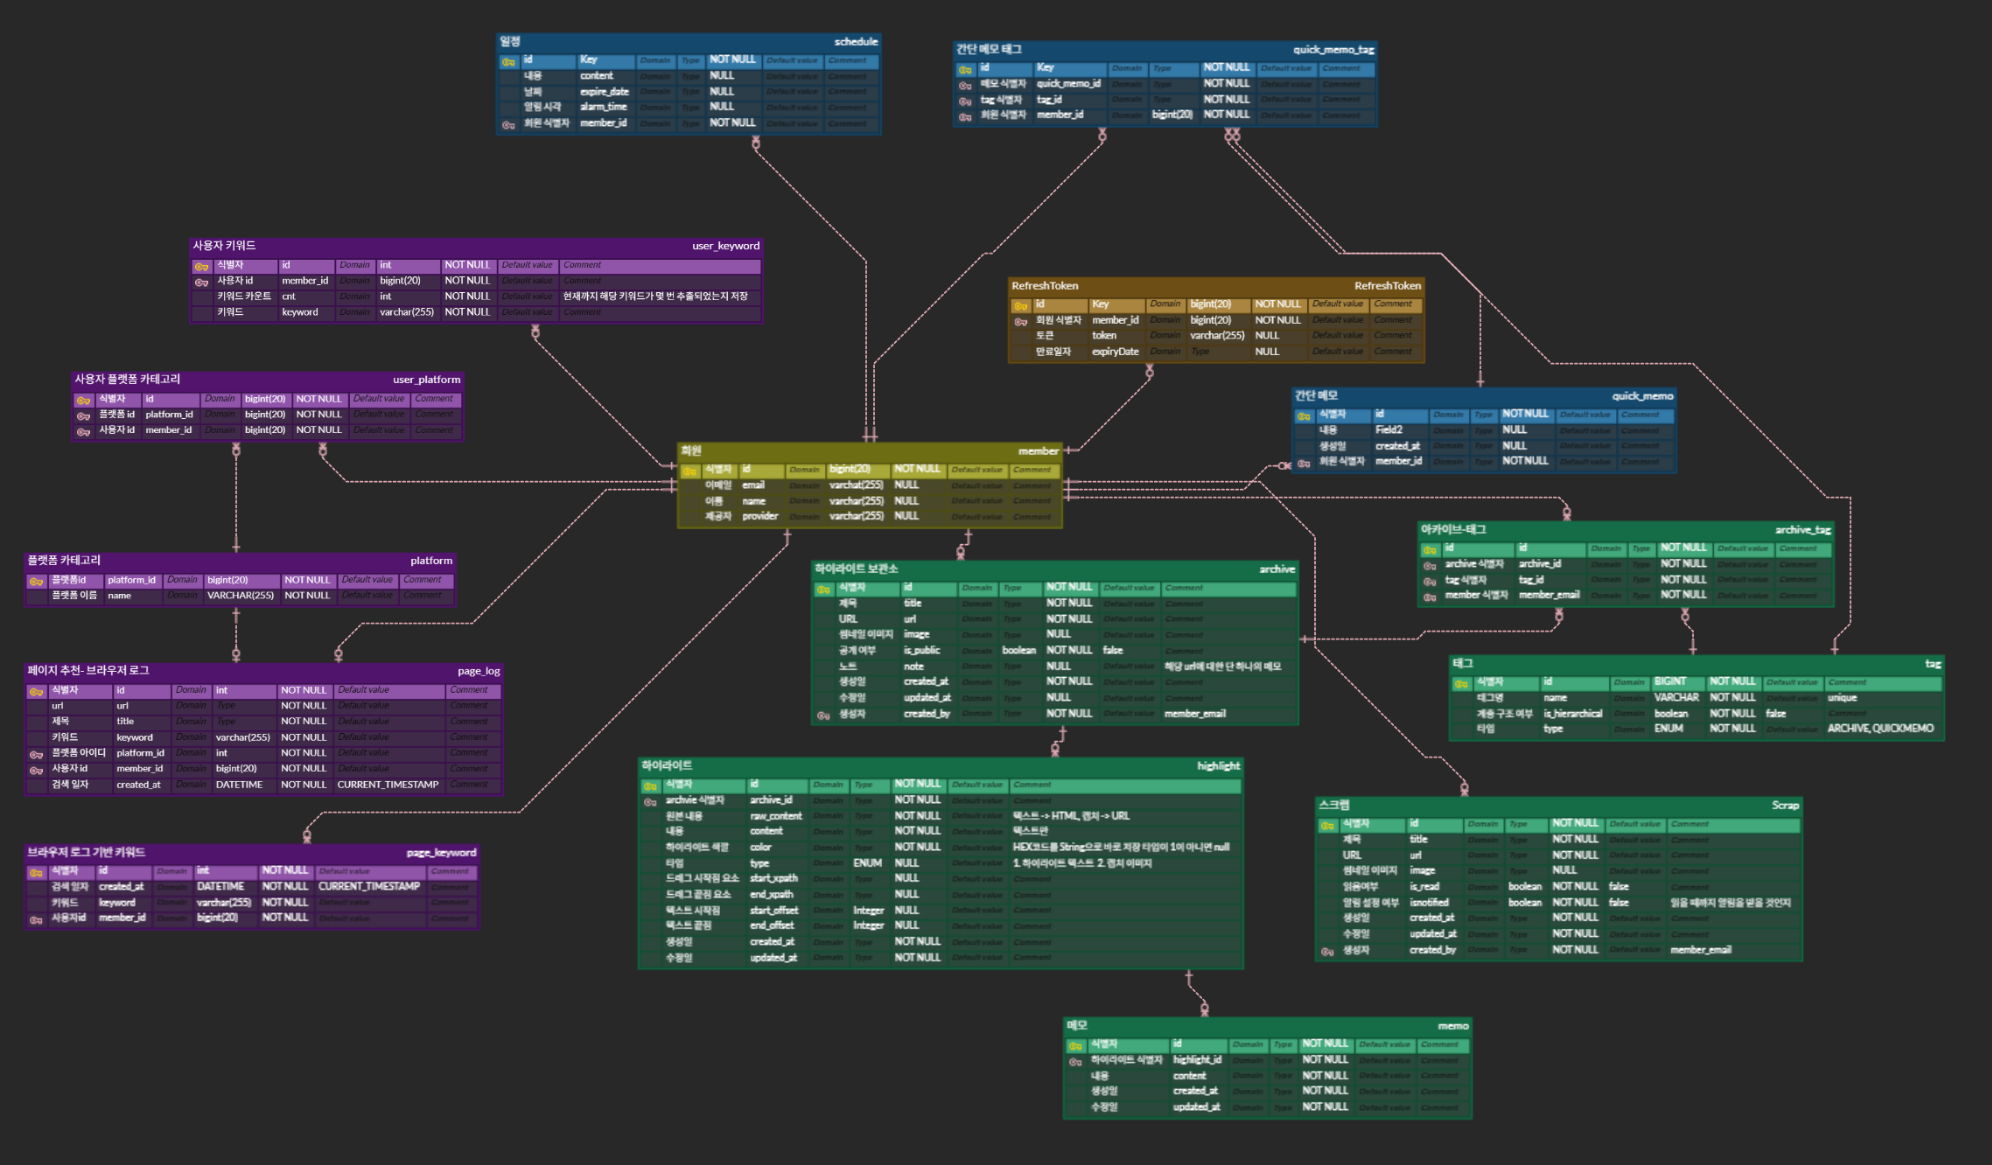 일정 schedule
id Key Domain Type NOT NULL Default value Comment
내용 content Domain Type NULL Default value Comment
날짜 expire_date Domain Type NULL Default value Comment
알림 시각 alarm_time Domain Type NULL Default value Comment
회원 식별자 member_id Domain Type NOT NULL Default value Comment
간단 메모 태그 quick_memo_tag
id Key Domain Type NOT NULL Default value Comment
메모 식별자 quick_memo_id Domain Type NOT NULL Default value Comment
tag 식별자 tag_id Domain Type NOT NULL Default value Comment
회원 식별자 member_id Domain bigint(20) NOT NULL Default value Comment
사용자 키워드 user_keyword
식별자 id Domain int NOT NULL Default value Comment
사용자 id member_id Domain bigint(20) NOT NULL Default value Comment
키워드 카운트 cnt Domain int NOT NULL Default value 현재까지 해당 키워드가 몇 번 추출되었는지 저장
키워드 keyword Domain varchar(255) NOT NULL Default value Comment
RefreshToken RefreshToken
id Key Domain bigint(20) NOT NULL Default value Comment
회원 식별자 member_id Domain bigint(20) NOT NULL Default value Comment
토큰 token Domain varchar(255) NULL Default value Comment
만료일자 expiryDate Domain Type NULL Default value Comment
사용자 플랫폼 카테고리 user_platform
식별자 id Domain bigint(20) NOT NULL Default value Comment
플랫폼 id platform_id Domain bigint(20) NOT NULL Default value Comment
사용자 id member_id Domain bigint(20) NOT NULL Default value Comment
간단 메모 quick_memo
식별자 id Domain Type NOT NULL Default value Comment
내용 Field2 Domain Type NULL Default value Comment
생성일 created_at Domain Type NULL Default value Comment
회원 식별자 member_id Domain Type NOT NULL Default value Comment
회원 member
식별자 id Domain bigint(20) NOT NULL Default value Comment
이메일 email Domain varchat(255) NULL Default value Comment
이름 name Domain varchar(255) NULL Default value Comment
제공자 provider Domain varchar(255) NULL Default value Comment
아카이브-태그 archive_tag
id id Domain Type NOT NULL Default value Comment
archive 식별자 archive_id Domain Type NOT NULL Default value Comment
tag 식별자 tag_id Domain Type NOT NULL Default value Comment
member 식별자 member_email Domain Type NOT NULL Default value Comment
플랫폼 카테고리 platform
플랫폼id platform_id Domain bigint(20) NOT NULL Default value Comment
플랫폼 이름 name Domain VARCHAR(255) NOT NULL Default value Comment
하이라이트 보관소 archive
식별자 id Domain Type NOT NULL Default value Comment
제목 title Domain Type NOT NULL Default value Comment
URL url Domain Type NOT NULL Default value Comment
썸네일 이미지 image Domain Type NULL Default value Comment
공개 여부 is_public Domain boolean NOT NULL false Comment
노트 note Domain Type NULL Default value 해당 url에 대한 단 하나의 메모
생성일 created_at Domain Type NOT NULL Default value Comment
수정일 updated_at Domain Type NULL Default value Comment
생성자 created_by Domain Type NOT NULL Default value member_email
태그 tag
식별자 id Domain BIGINT NOT NULL Default value Comment
태그명 name Domain VARCHAR NOT NULL Default value unique
계층 구조 여부 is_hierarchical Domain boolean NOT NULL false Comment
타입 type Domain ENUM NOT NULL Default value ARCHIVE, QUICKMEMO
페이지 추천- 브라우저 로그 page_log
식별자 id Domain int NOT NULL Default value Comment
url url Domain Type NOT NULL Default value Comment
제목 title Domain Type NOT NULL Default value Comment
키워드 keyword Domain varchar(255) NOT NULL Default value Comment
플랫폼 아이디 platform_id Domain int NOT NULL Default value Comment
사용자 id member_id Domain bigint(20) NOT NULL Default value Comment
검색 일자 created_at Domain DATETIME NOT NULL CURRENT_TIMESTAMP Comment
하이라이트 highlight
식별자 id Domain Type NOT NULL Default value Comment
archvie 식별자 archive_id Domain Type NOT NULL Default value Comment
원본 내용 raw_content Domain Type NOT NULL Default value 텍스트 -> HTML, 캡처 -> URL
내용 content Domain Type NOT NULL Default value 텍스트만
하이라이트 색깔 color Domain Type NOT NULL Default value HEX코드를 String으로 바로 저장 타입이 1이 아니면 null
타입 type Domain ENUM NULL Default value 1. 하이라이트 텍스트 2. 캡처 이미지
드래그 시작점 요소 start_xpath Domain Type NULL Default value Comment
드래그 끝점 요소 end_xpath Domain Type NULL Default value Comment
텍스트 시작점 start_offset Domain Integer NULL Default value Comment
텍스트 끝점 end_offset Domain Integer NULL Default value Comment
생성일 created_at Domain Type NOT NULL Default value Comment
수정일 updated_at Domain Type NOT NULL Default value Comment
스크랩 Scrap
식별자 id Domain Type NOT NULL Default value Comment
제목 title Domain Type NOT NULL Default value Comment
URL url Domain Type NOT NULL Default value Comment
썸네일 이미지 image Domain Type NULL Default value Comment
읽음여부 is_read Domain boolean NOT NULL false Comment
알림 설정 여부 isnotified Domain boolean NOT NULL false 읽을 때까지 알림을 받을 것인지
생성일 created_at Domain Type NOT NULL Default value Comment
수정일 updated_at Domain Type NOT NULL Default value Comment
생성자 created_by Domain Type NOT NULL Default value member_email
브라우저 로그 기반 키워드 page_keyword
식별자 id Domain int NOT NULL Default value Comment
검색 일자 created_at Domain DATETIME NOT NULL CURRENT_TIMESTAMP Comment
키워드 keyword Domain varchar(255) NOT NULL Default value Comment
사용자id member_id Domain bigint(20) NOT NULL Default value Comment
메모 memo
식별자 id Domain Type NOT NULL Default value Comment
하이라이트 식별자 highlight_id Domain Type NOT NULL Default value Comment
내용 content Domain Type NOT NULL Default value Comment
생성일 created_at Domain Type NOT NULL Default value Comment
수정일 updated_at Domain Type NOT NULL Default value Comment